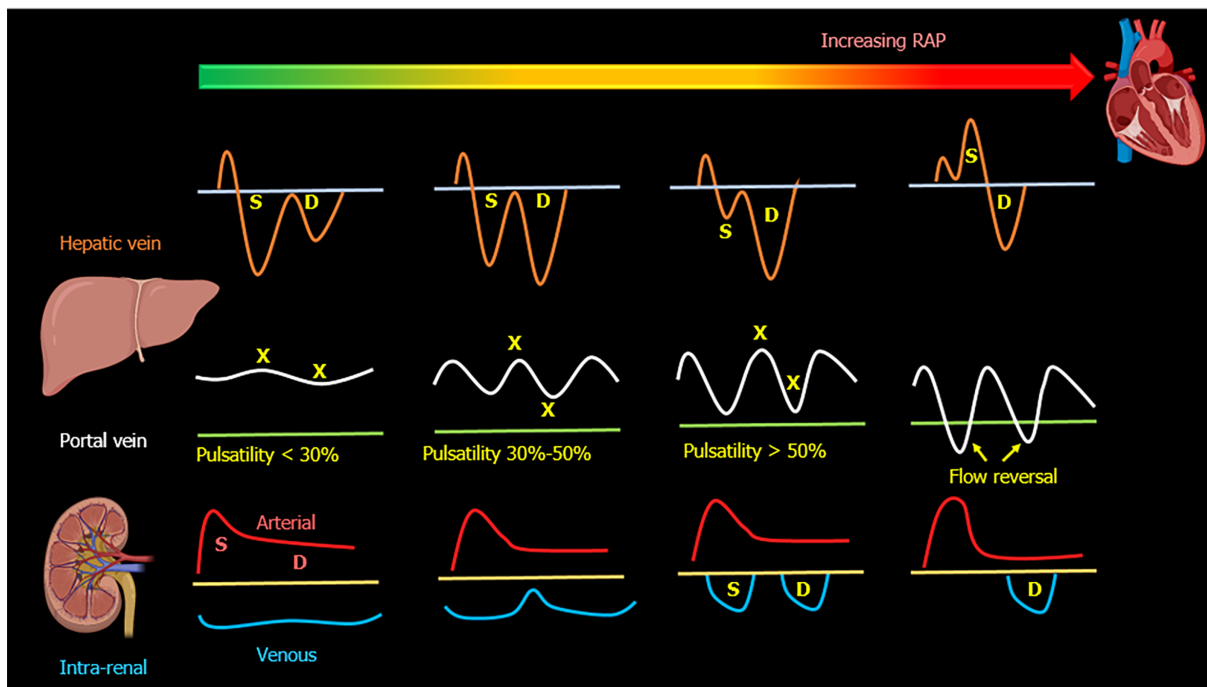 Increasing RAP
S
D
S
D
S
D
S
D
Hepatic vein
X
X
X
X
X
X
Portal vein
Pulsatility < 30%
Pulsatility 30%-50%
Pulsatility > 50%
Flow reversal
Arterial
S
D
S
D
D
Venous
Intra-renal